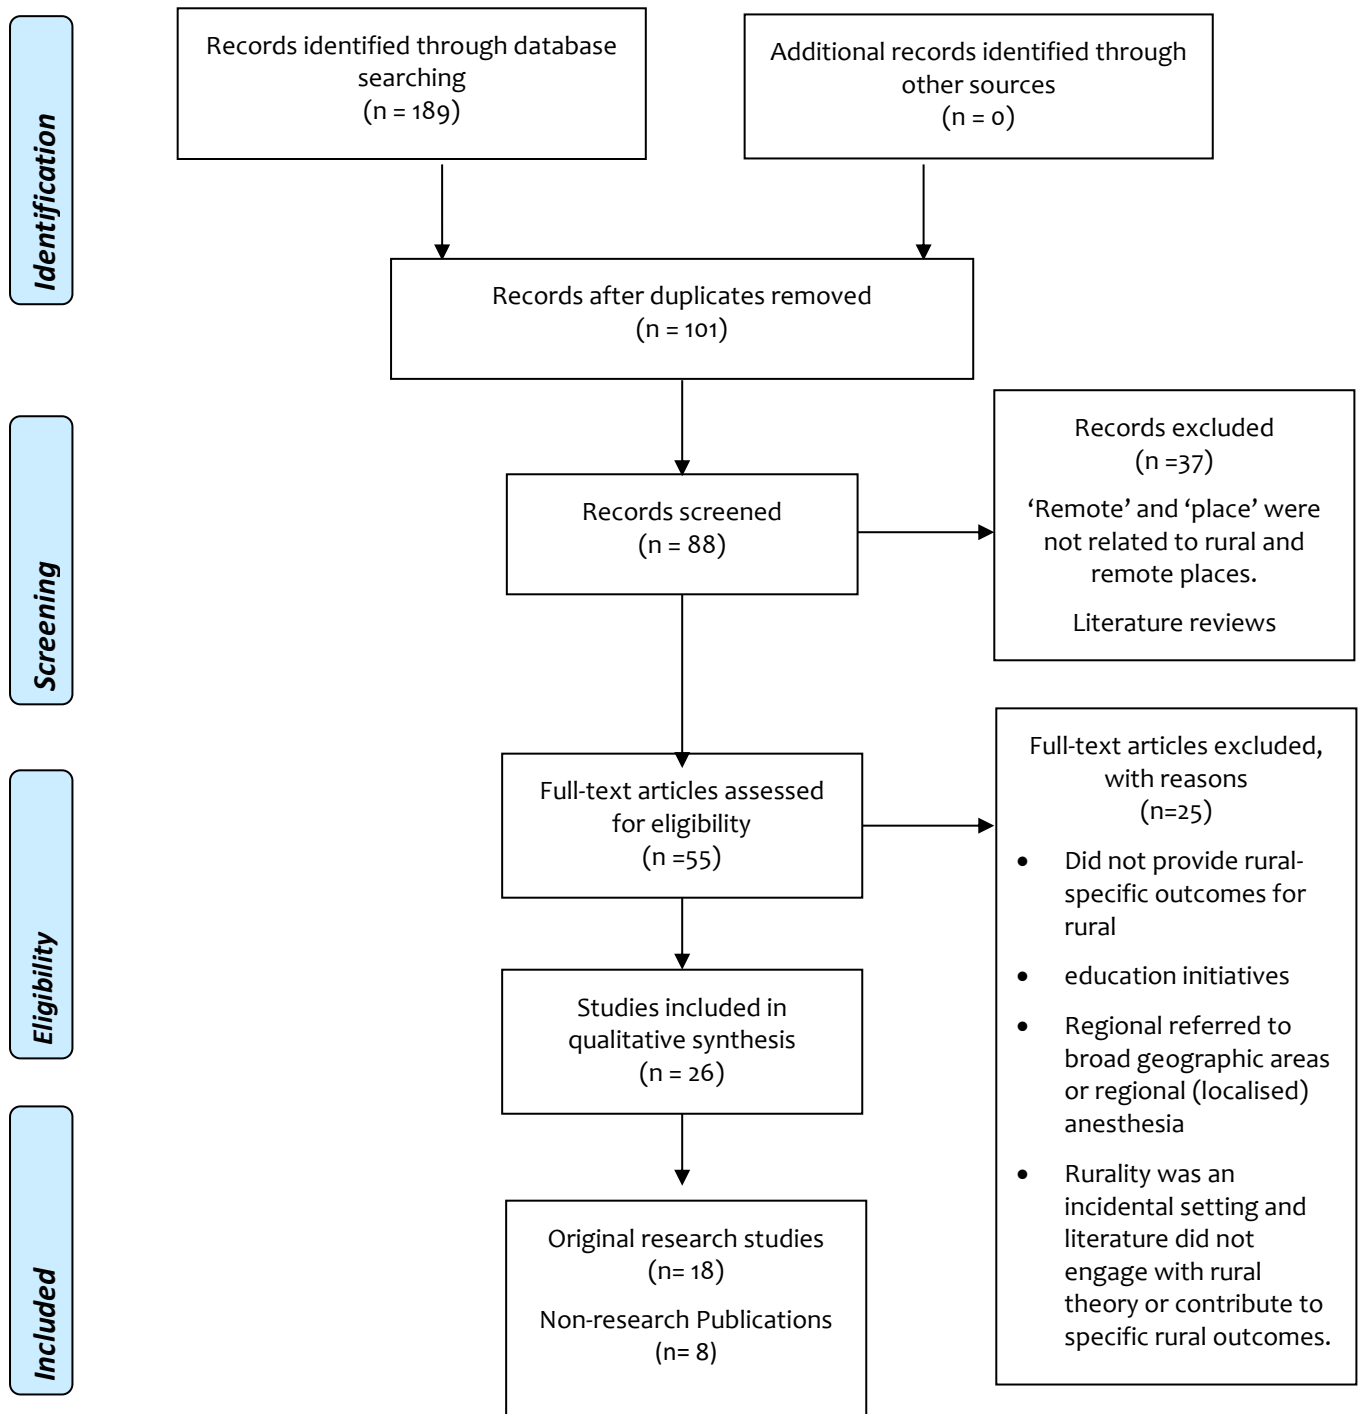 Identification
Records identified through database
searching
(n = 189)
Additional records identified through
other sources
(n = 0)
Records after duplicates removed
(n = 101)
Screening
Records screened
(n = 88)
Records excluded
(n =37)
‘Remote’ and ‘place’ were
not related to rural and
remote places.
Literature reviews
Eligibility
Full-text articles assessed
for eligibility
(n =55)
Full-text articles excluded,
with reasons
(n=25)
• Did not provide rural-
specific outcomes for
rural
• education initiatives
• Regional referred to
broad geographic areas
or regional (localised)
anesthesia
• Rurality was an
incidental setting and
literature did not
engage with rural
theory or contribute to
specific rural outcomes.
Studies included in
qualitative synthesis
(n = 26)
Included
Original research studies
(n= 18)
Non-research Publications
(n= 8)